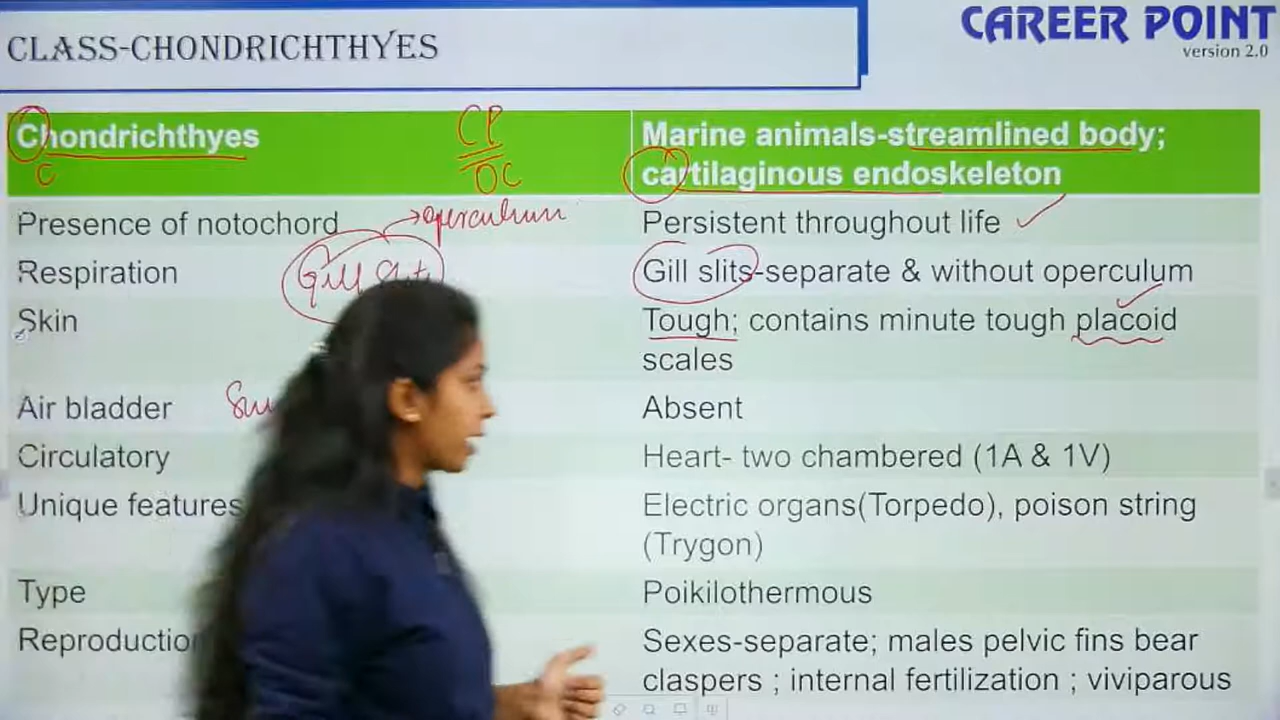 CLASS-CHONDRICHTHYES
CAREER POINT
version 2.0
Chondrichthyes
C
CP
OC
Marine animals-streamlined body;
cartilaginous endoskeleton
Presence of notochord
operculum
Persistent throughout life
Respiration
Gill
Gill slits-separate & without operculum
Skin
Tough; contains minute tough placoid
scales
Air bladder
Absent
Circulatory
Heart- two chambered (1A & 1V)
Unique features
Electric organs(Torpedo), poison string
(Trygon)
Type
Poikilothermous
Sexes-separate; males pelvic fins bear
claspers ; internal fertilization ; viviparous